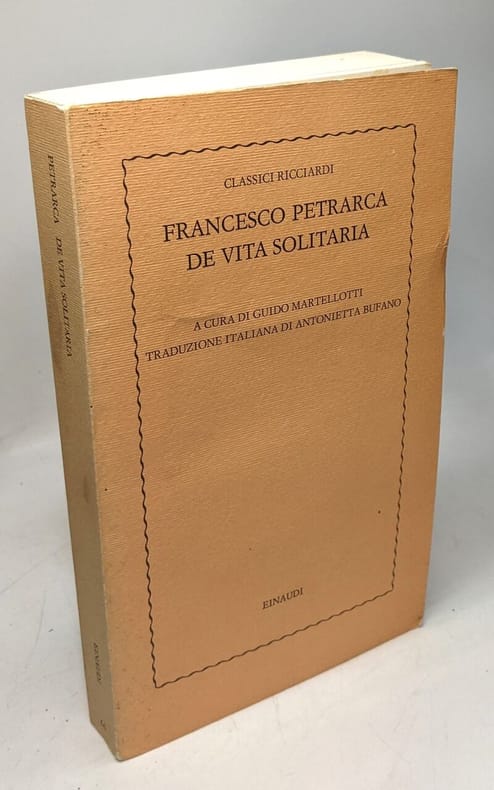 CLASSICI RICCIARDI
FRANCESCO PETRARCA
DE VITA SOLITARIA
A CURA DI GUIDO MARTELLOTTI
TRADUZIONE ITALIANA DI ANTONIETTA BUFANO
EINAUDI
PETRARCA DE VITA SOLITARIA
EINAUDI